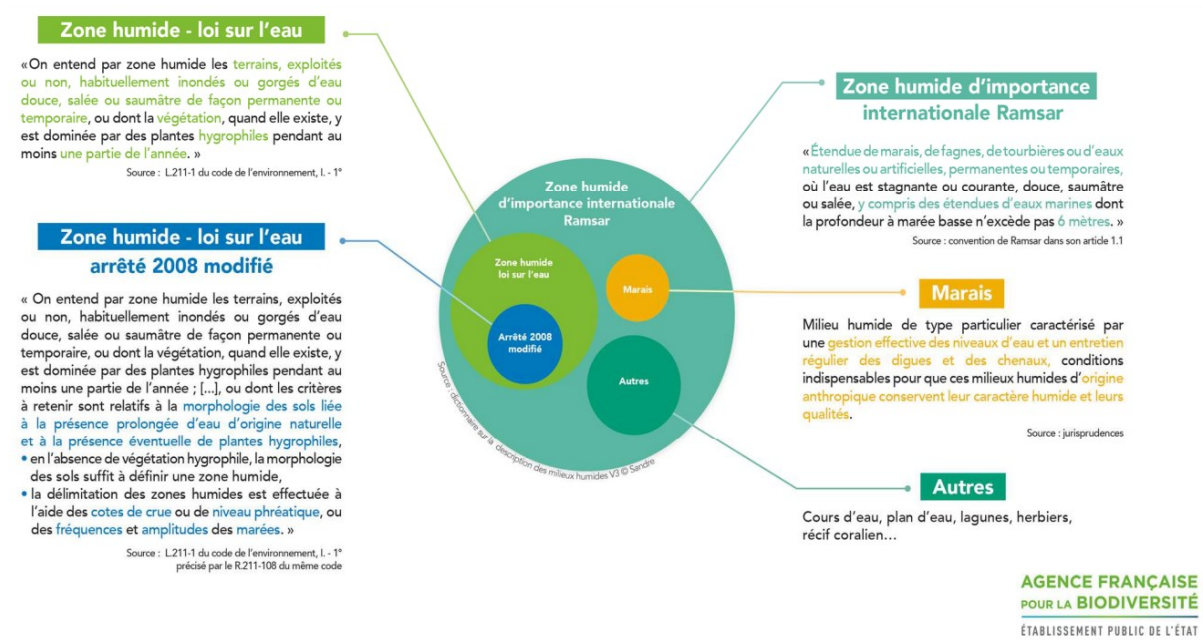 Zone humide - loi sur l'eau
«On entend par zone humide les terrains, exploités
ou non, habituellement inondés ou gorgés d'eau
douce, salée ou saumâtre de façon permanente ou
temporaire, ou dont la végétation, quand elle existe, y
est dominée par des plantes hygrophiles pendant au
moins une partie de l'année. »
Source : L.211-1 du code de l'environnement, I. - 1°
Zone humide - loi sur l'eau
arrêté 2008 modifié
« On entend par zone humide les terrains, exploités
ou non, habituellement inondés ou gorgés d'eau
douce, salée ou saumâtre de façon permanente ou
temporaire, ou dont la végétation, quand elle existe, y
est dominée par des plantes hygrophiles pendant au
moins une partie de l'année ; [...], ou dont les critères
à retenir sont relatifs à la morphologie des sols liée
à la présence prolongée d'eau d'origine naturelle
et à la présence éventuelle de plantes hygrophiles,
• en l'absence de végétation hygrophile, la morphologie
des sols suffit à définir une zone humide,
• la délimitation des zones humides est effectuée à
l'aide des cotes de crue ou de niveau phréatique, ou
des fréquences et amplitudes des marées. »
Source : L.211-1 du code de l'environnement, I. - 1°
précisé par le R.211-108 du même code
Zone humide
d'importance internationale
Ramsar
Zone humide
loi sur l'eau
Marais
Arrêté 2008
modifié
Autres
Source : dictionnaire sur la description des milieux humides V3 © Sandre
Zone humide d'importance
internationale Ramsar
«Étendue de marais, de fagnes, de tourbières ou d'eaux
naturelles ou artificielles, permanentes ou temporaires,
où l'eau est stagnante ou courante, douce, saumâtre
ou salée, y compris des étendues d'eaux marines dont
la profondeur à marée basse n'excède pas 6 mètres. »
Source : convention de Ramsar dans son article 1.1
Marais
Milieu humide de type particulier caractérisé par
une gestion effective des niveaux d'eau et un entretien
régulier des digues et des chenaux, conditions
indispensables pour que ces milieux humides d'origine
anthropique conservent leur caractère humide et leurs
qualités.
Source : jurisprudences
Autres
Cours d'eau, plan d'eau, lagunes, herbiers,
récif coralien...
AGENCE FRANÇAISE
POUR LA BIODIVERSITÉ
ÉTABLISSEMENT PUBLIC DE L'ÉTAT